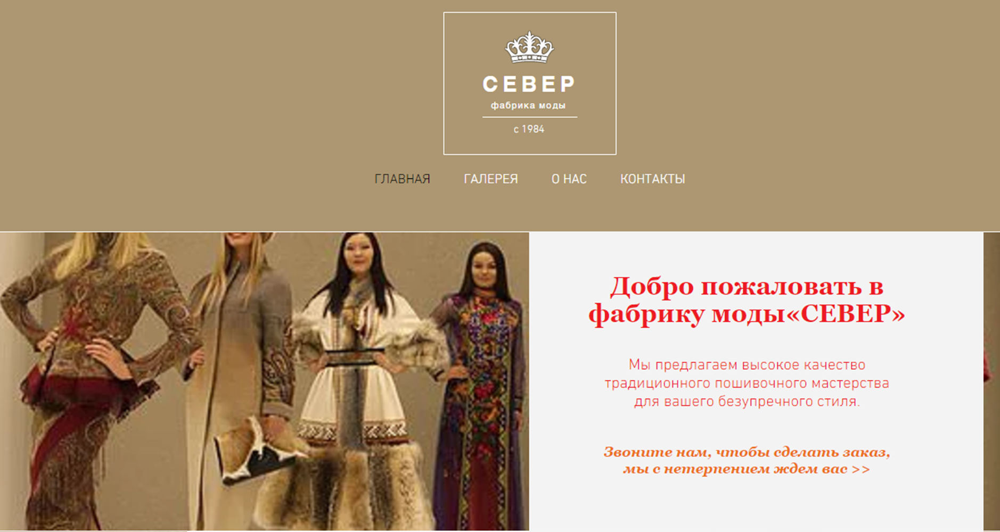 СЕВЕР
фабрика моды
с 1984
ГЛАВНАЯ ГАЛЕРЕЯ О НАС КОНТАКТЫ
Добро пожаловать в
фабрику моды«СЕВЕР»
Мы предлагаем высокое качество
традиционного пошивочного мастерства
для вашего безупречного стиля.
Звоните нам, чтобы сделать заказ,
мы с нетерпением ждем вас >>